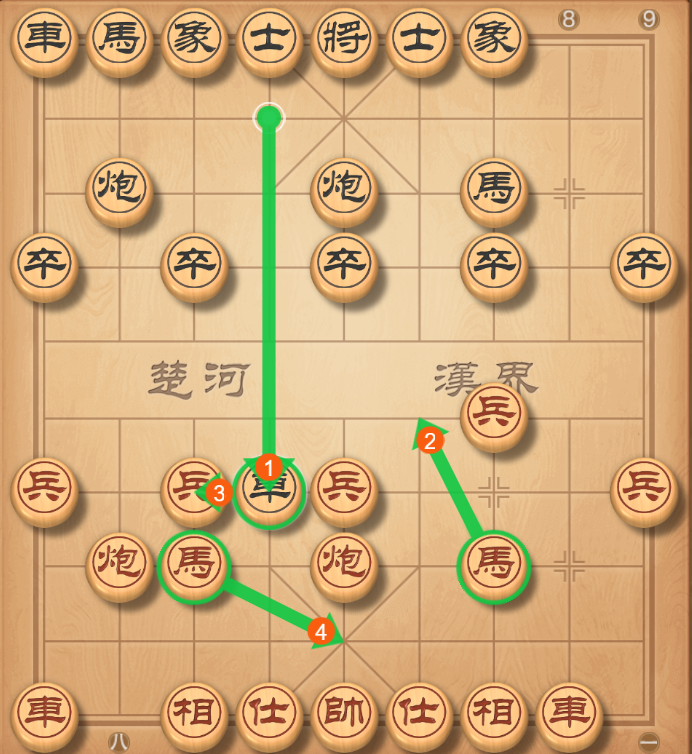 車 馬 象 士 將 士 象 8 9
炮 炮 馬
卒 卒 卒 卒 卒
楚河 漢界
兵
2
1
兵 兵 3 車 兵 兵
炮 馬 炮 馬
4
車 相 仕 帥 仕 相 車
八 一